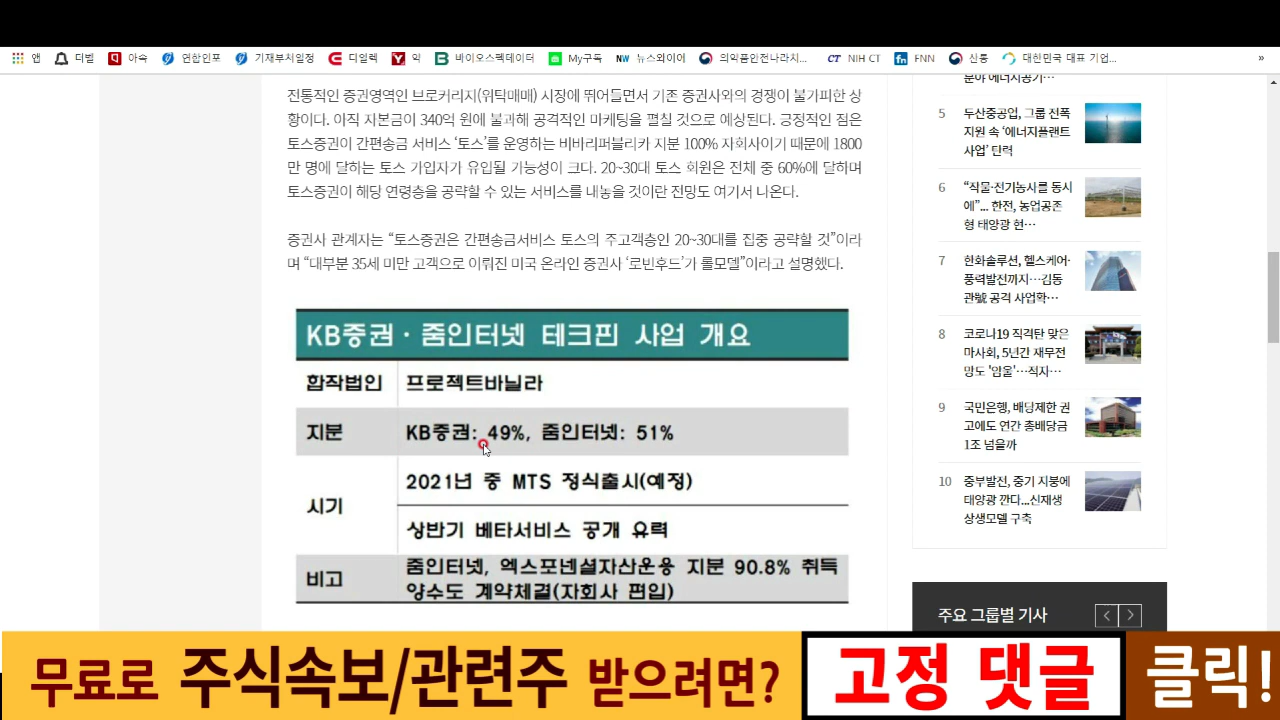 앱
디벨
아속
연합인포
기재부처일정
디일렉
약
바이오스펙데이터
My구독
NW 뉴스와이어
의약품안전나라치...
CT NIH CT
fn FNN
신통
대한민국 대표 기업...
»
전통적인 증권영역인 브로커리지(위탁매매) 시장에 뛰어들면서 기존 증권사와의 경쟁이 불가피한 상
황이다. 아직 자본금이 340억 원에 불과해 공격적인 마케팅을 펼칠 것으로 예상된다. 긍정적인 점은
토스증권이 간편송금 서비스 ‘토스’를 운영하는 비바리퍼블리카 지분 100% 자회사이기 때문에 1800
만 명에 달하는 토스 가입자가 유입될 가능성이 크다. 20~30대 토스 회원은 전체 중 60%에 달하며
토스증권이 해당 연령층을 공략할 수 있는 서비스를 내놓을 것이란 전망도 여기서 나온다.
증권사 관계자는 “토스증권은 간편송금서비스 토스의 주고객층인 20~30대를 집중 공략할 것”이라
며 “대부분 35세 미만 고객으로 이뤄진 미국 온라인 증권사 ‘로빈후드’가 롤모델”이라고 설명했다.
KB증권 · 줌인터넷 테크핀 사업 개요
합작법인 프로젝트바닐라
지분 KB증권: 49%, 줌인터넷: 51%
시기 2021년 중 MTS 정식출시(예정)
상반기 베타서비스 공개 유력
비고 줌인터넷, 엑스포넨셜자산운용 지분 90.8% 취득
양수도 계약체결(자회사 편입)
분야 에너지공기…
5 두산중공업, 그룹 전폭
지원 속 ‘에너지플랜트
사업’ 탄력
6 “작물·전기농사를 동시
에”... 한전, 농업공존
형 태양광 현…
7 한화솔루션, 헬스케어·
풍력발전까지…김동
관號 공격 사업확…
8 코로나19 직격탄 맞은
마사회, 5년간 재무전
망도 '암울'…적자…
9 국민은행, 배당제한 권
고에도 연간 총배당금
1조 넘을까
10 중부발전, 중기 지붕에
태양광 깐다...신재생
상생모델 구축
주요 그룹별 기사
무료로 주식속보/관련주 받으려면?
고정 댓글
클릭!